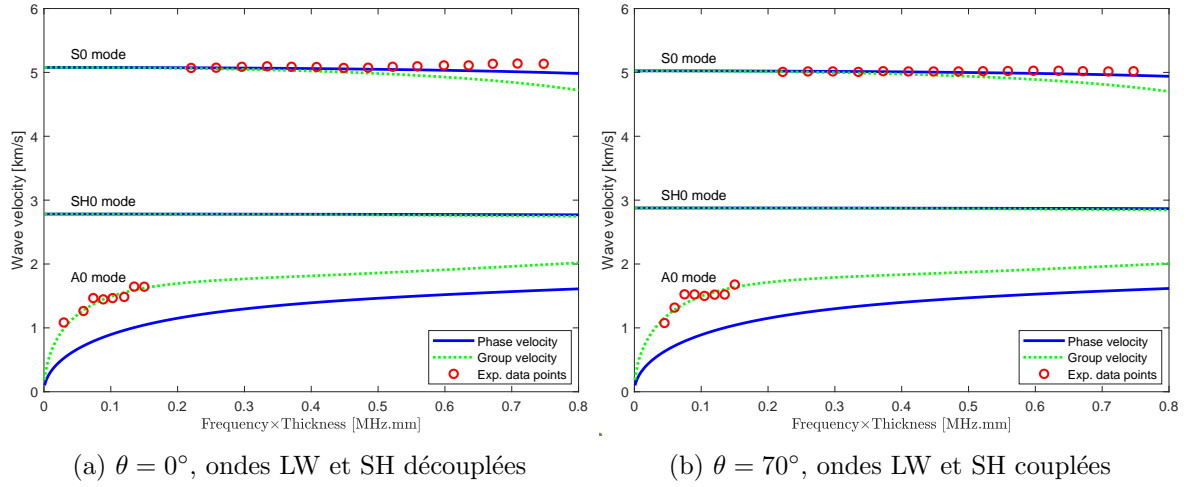 6
5
4
3
2
1
0
Wave velocity [km/s]
S0 mode
SH0 mode
A0 mode
Phase velocity
Group velocity
Exp. data points
0 0.1 0.2 0.3 0.4 0.5 0.6 0.7 0.8
Frequency×Thickness [MHz.mm]
(a) θ = 0°, ondes LW et SH découplées
6
5
4
3
2
1
0
Wave velocity [km/s]
S0 mode
SH0 mode
A0 mode
Phase velocity
Group velocity
Exp. data points
0 0.1 0.2 0.3 0.4 0.5 0.6 0.7 0.8
Frequency×Thickness [MHz.mm]
(b) θ = 70°, ondes LW et SH couplées